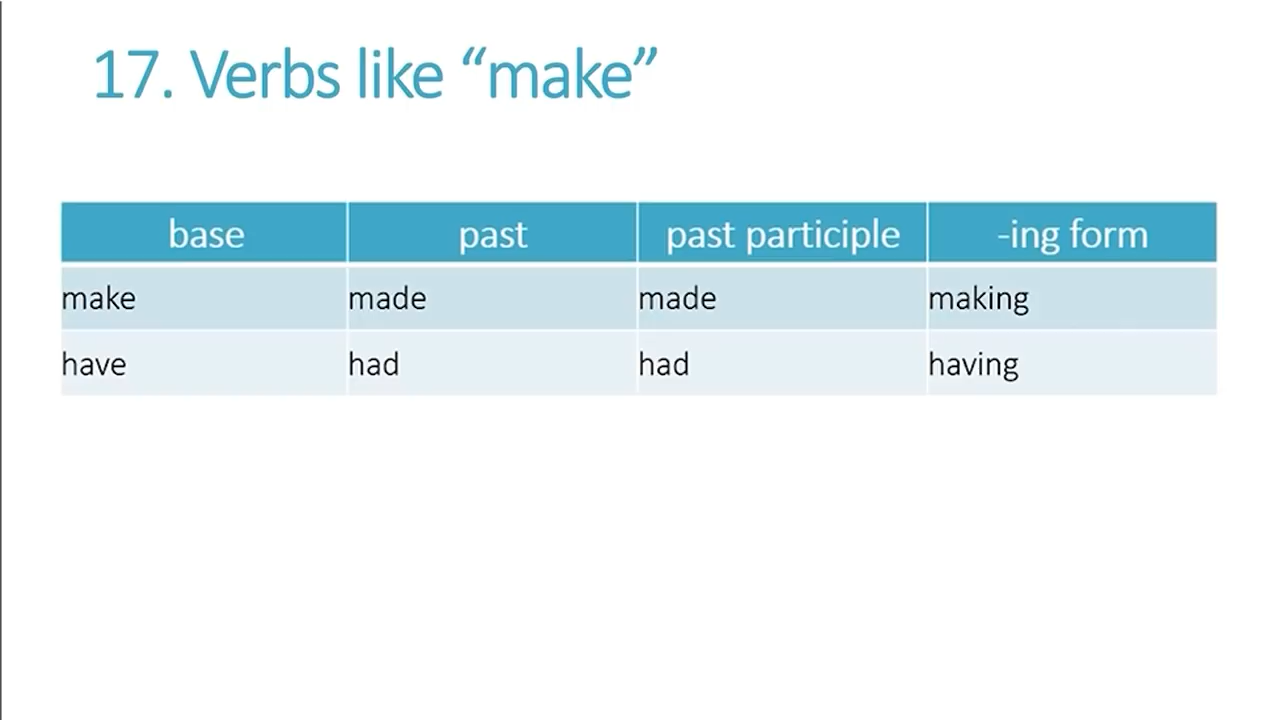 17. Verbs like “make”
base past past participle -ing form
make made made making
have had had having